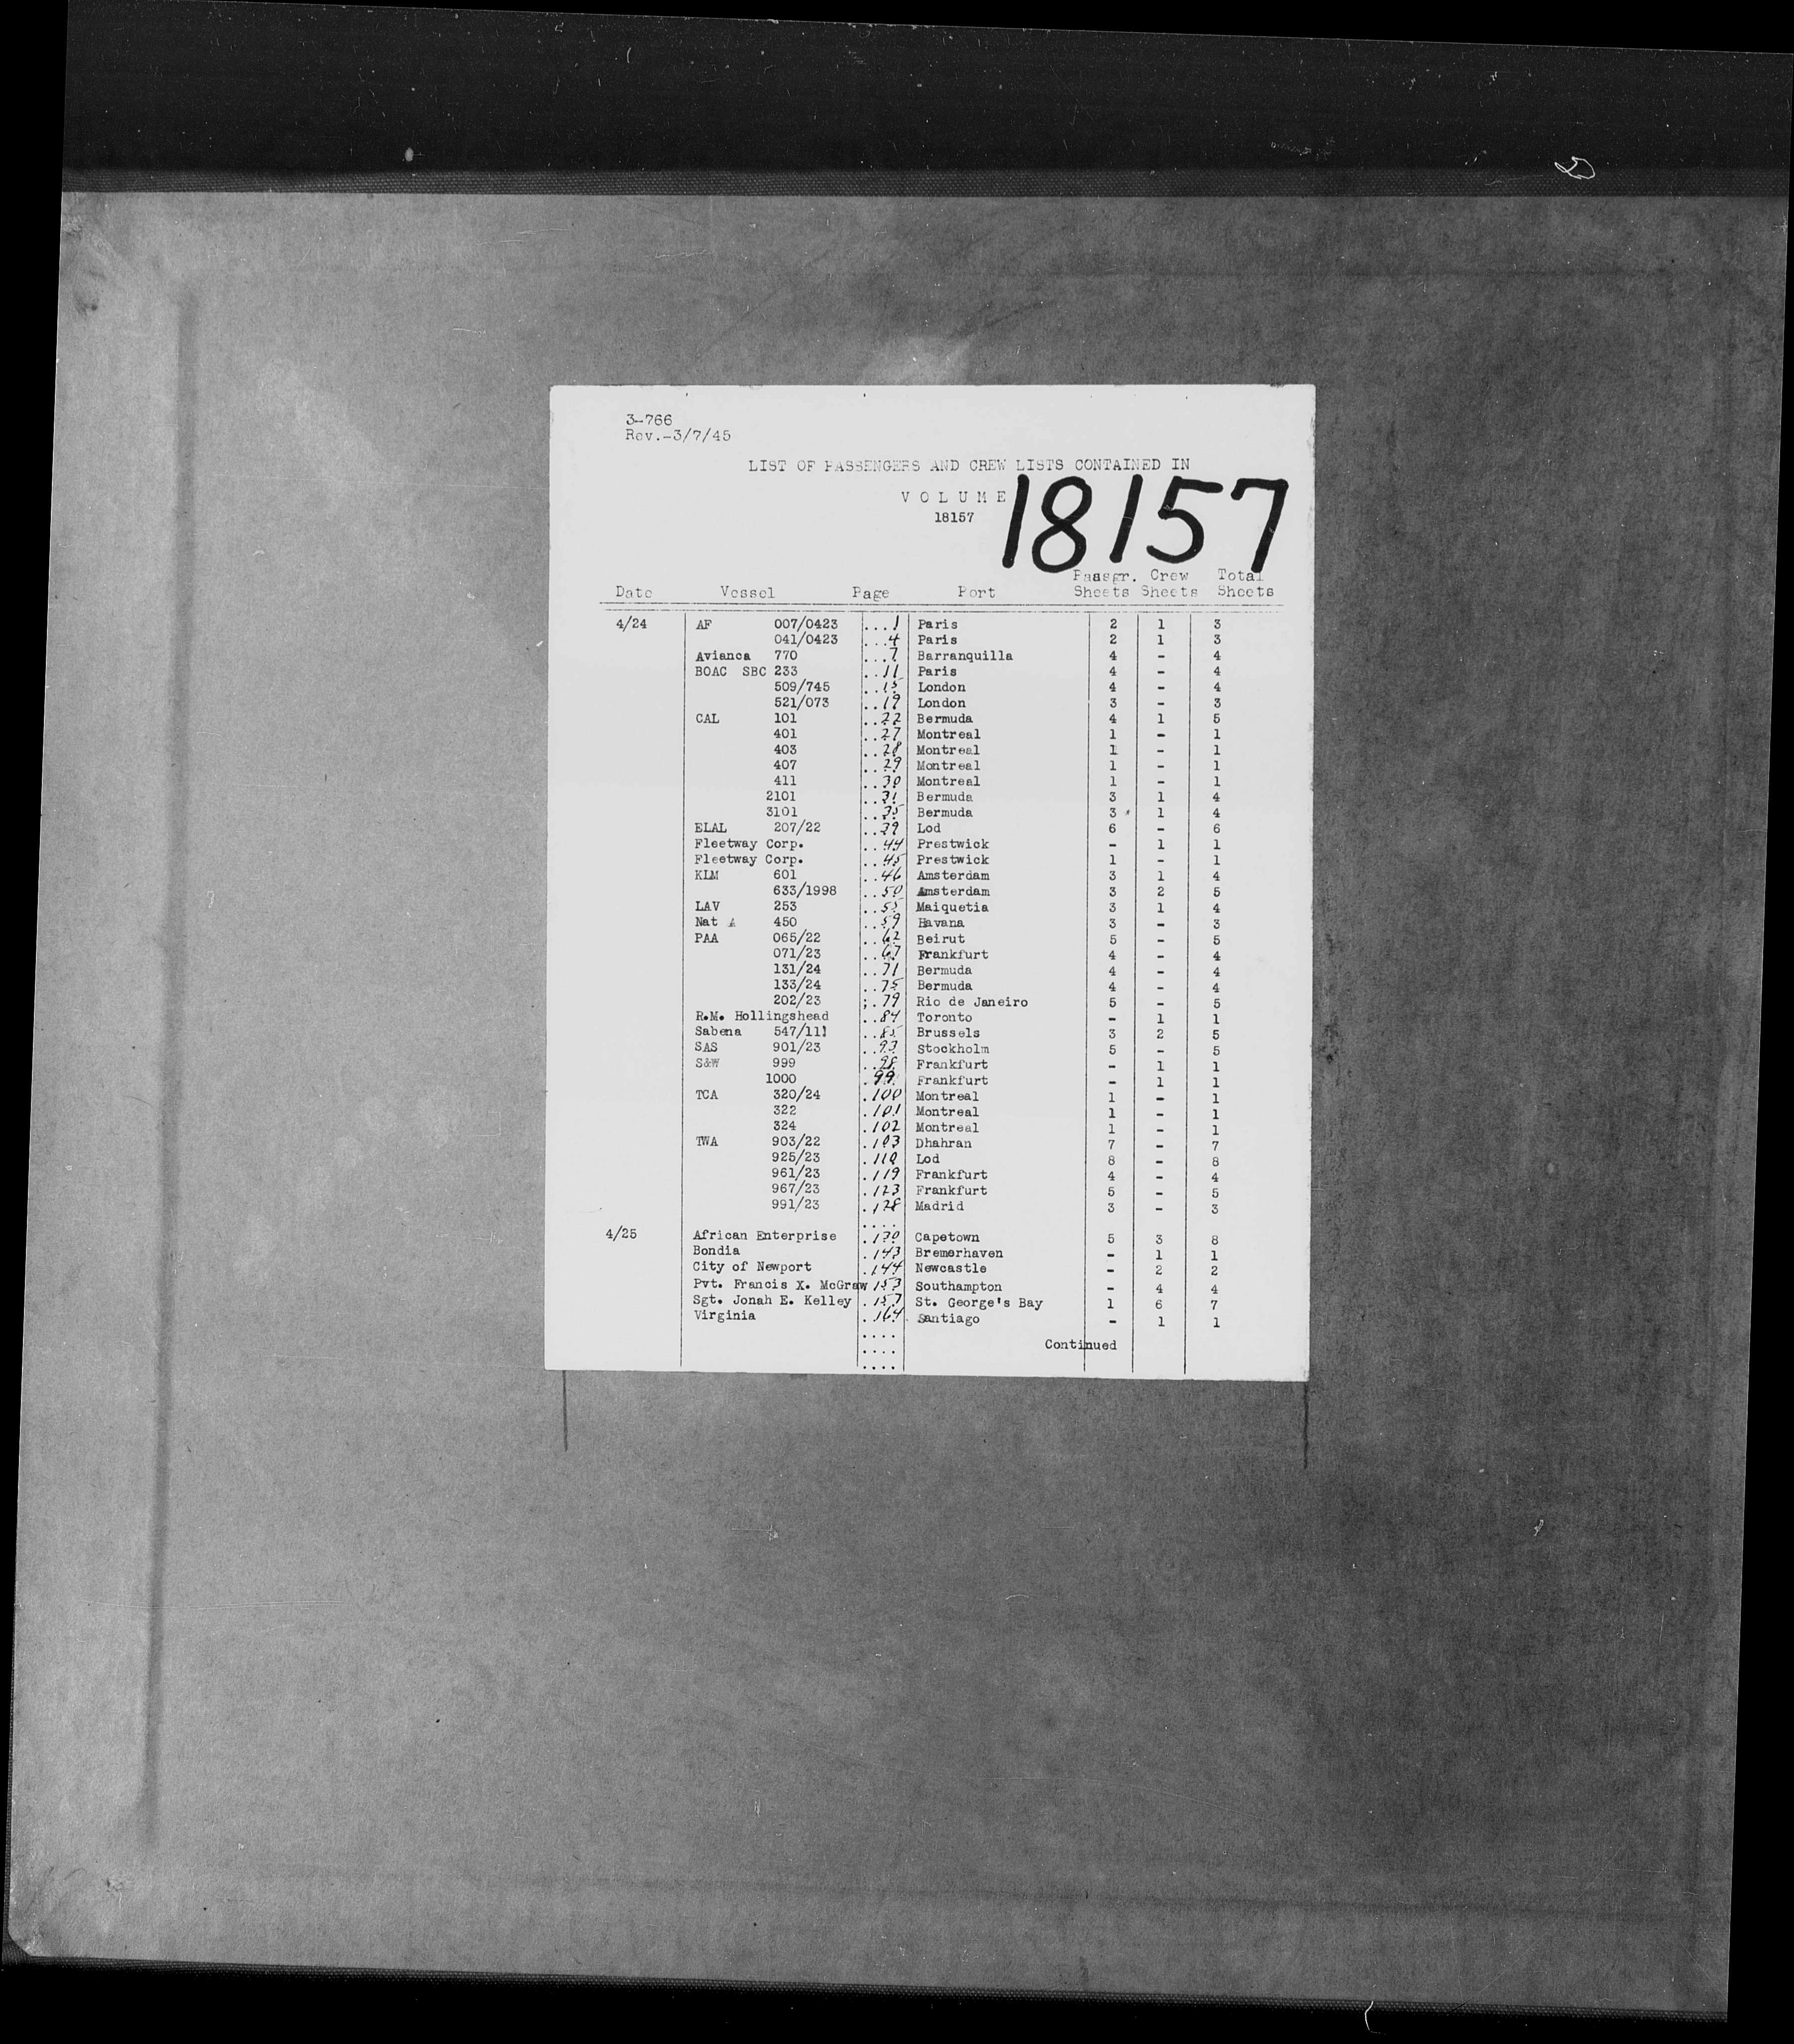 3-766
Rev.-3/7/45
LIST OF PASSENGERS AND CREW LISTS CONTAINED IN
V O L U M E 18157
18157
Date Vessel Page Port Passgr. Sheets Crew Sheets Total Sheets
4/24 AF 007/0423 ...1 Paris 2 1 3
041/0423 ...4 Paris 2 1 3
Avianca 770 ...7 Barranquilla 4 - 4
BOAC SBC 233 ..11 Paris 4 - 4
509/745 ..15 London 4 - 4
521/073 ..19 London 3 - 3
CAL 101 ..22 Bermuda 4 1 5
401 ..27 Montreal 1 - 1
403 ..28 Montreal 1 - 1
407 ..29 Montreal 1 - 1
411 ..30 Montreal 1 - 1
2101 ..31 Bermuda 3 1 4
3101 ..35 Bermuda 3 1 4
ELAL 207/22 ..39 Lod 6 - 6
Fleetway Corp. ..44 Prestwick - 1 1
Fleetway Corp. ..45 Prestwick 1 - 1
KLM 601 ..46 Amsterdam 3 1 4
633/1998 ..50 Amsterdam 3 2 5
LAV 253 ..55 Maiquetia 3 1 4
Nat 450 ..59 Havana 3 - 3
PAA 065/22 ..62 Beirut 5 - 5
071/23 ..67 Frankfurt 4 - 4
131/24 ..71 Bermuda 4 - 4
133/24 ..75 Bermuda 4 - 4
202/23 ..79 Rio de Janeiro 5 - 5
R.M. Hollingshead ..84 Toronto - 1 1
Sabena 547/111 ..85 Brussels 3 2 5
SAS 901/23 ..93 Stockholm 5 - 5
S&W 999 ..98 Frankfurt - 1 1
1000 .99 Frankfurt - 1 1
TCA 320/24 .100 Montreal 1 - 1
322 .101 Montreal 1 - 1
324 .102 Montreal 1 - 1
TWA 903/22 .103 Dhahran 7 - 7
925/23 .110 Lod 8 - 8
961/23 .119 Frankfurt 4 - 4
967/23 .123 Frankfurt 5 - 5
991/23 .128 Madrid 3 - 3
....
4/25 African Enterprise .130 Capetown 5 3 8
Bondia .143 Bremerhaven - 1 1
City of Newport .144 Newcastle - 2 2
Pvt. Francis X. McGraw 153 Southampton - 4 4
Sgt. Jonah E. Kelley .157 St. George's Bay 1 6 7
Virginia .164 Santiago - 1 1
....
.... Continued
....